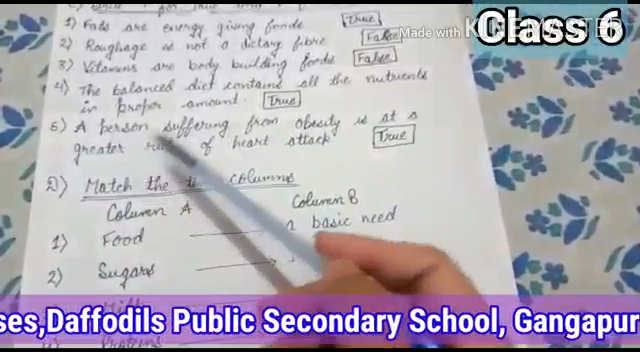 Made with KINEMASTER
Class 6
1) Fats are energy giving foods True
2) Roughage is not a dietary fibre False
3) Vitamins are body building foods False
4) The balanced diet contains all the nutrients
in proper amount. True
5) A person suffering from obesity is at a
greater of heart attack True
D) Match the columns
Column A Column B
1) Food a basic need
2) Sugars
ses,Daffodils Public Secondary School, Gangapur
Proteins